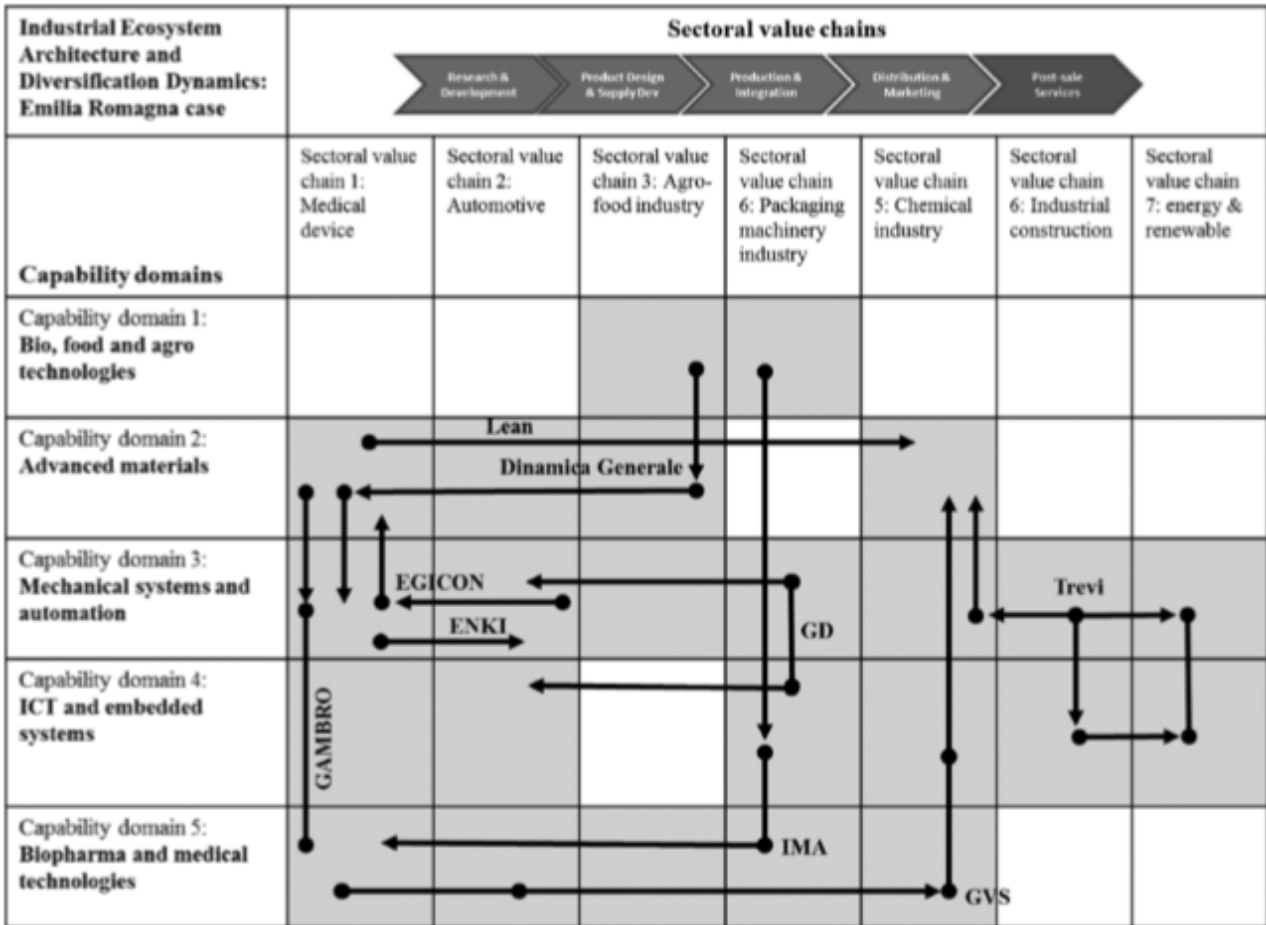 Industrial Ecosystem
Architecture and
Diversification Dynamics:
Emilia Romagna case
Sectoral value chains
Research &
Development
Product Design
& Supply Dev
Production &
Integration
Distribution &
Marketing
Post-sale
Services
Capability domains
Sectoral value
chain 1:
Medical
device
Sectoral value
chain 2:
Automotive
Sectoral value
chain 3: Agro-
food industry
Sectoral
value chain
6: Packaging
machinery
industry
Sectoral
value chain
5: Chemical
industry
Sectoral
value chain
6: Industrial
construction
Sectoral
value chain
7: energy &
renewable
Capability domain 1:
Bio, food and agro
technologies
Capability domain 2:
Advanced materials
Lean
Dinamica Generale
Capability domain 3:
Mechanical systems and
automation
EGICON
ENKI
GD
Trevi
Capability domain 4:
ICT and embedded
systems
GAMBRO
Capability domain 5:
Biopharma and medical
technologies
IMA
GVS